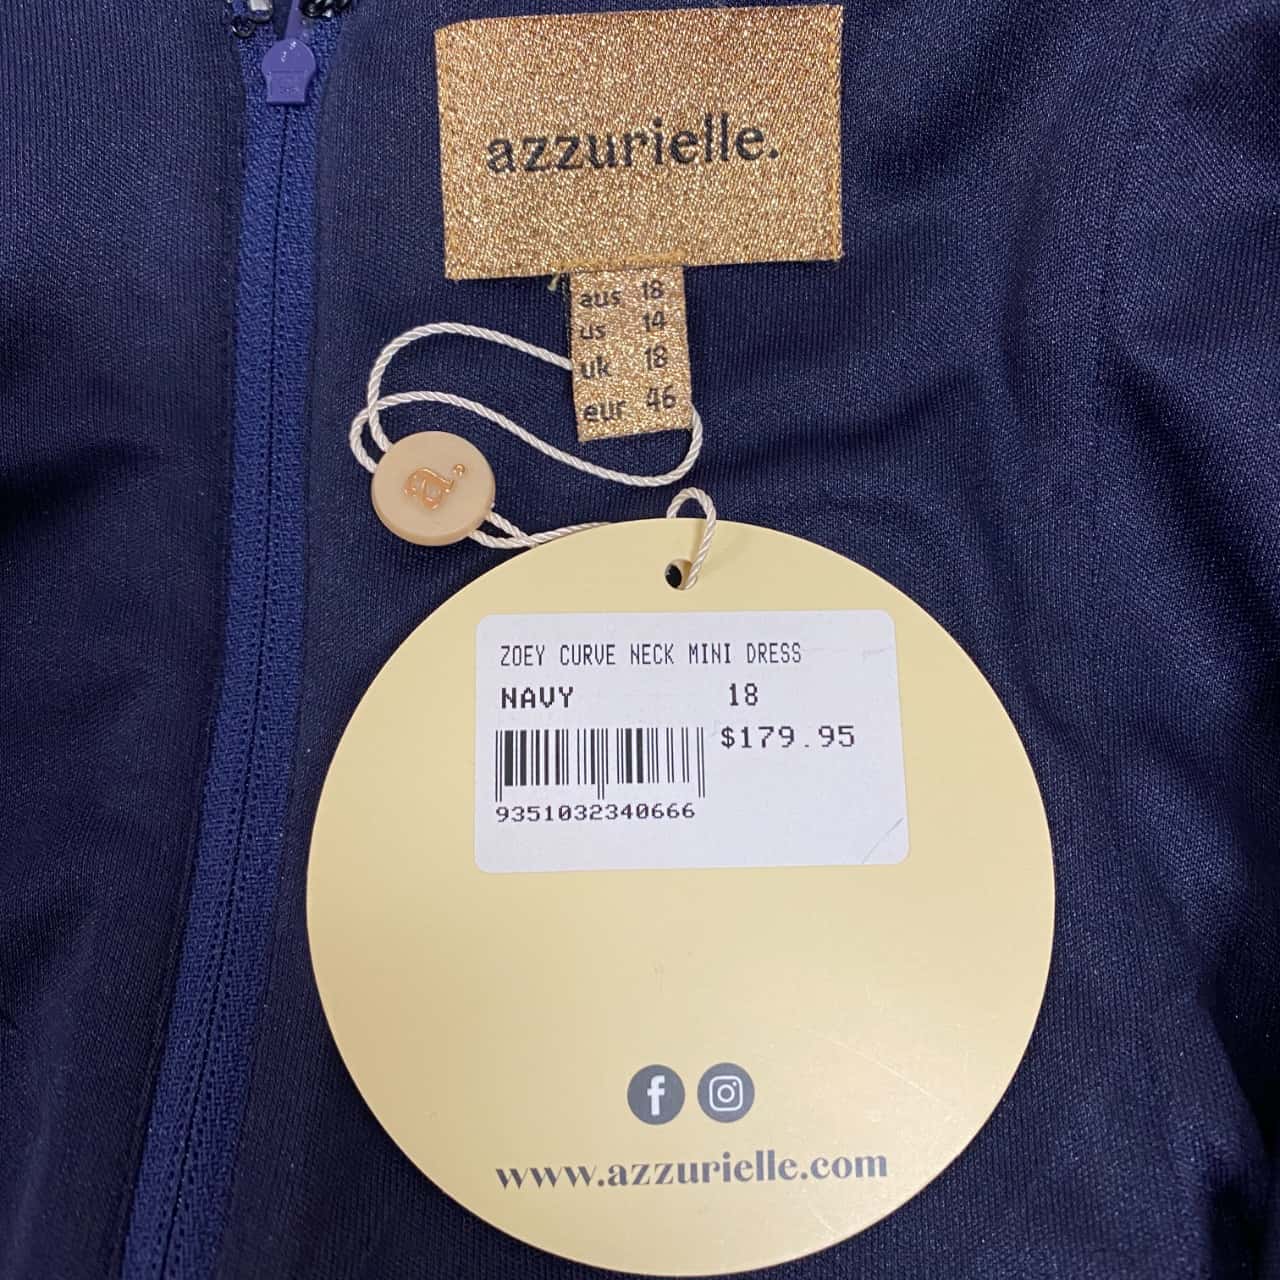 azzurielle.
aus 18
us 14
uk 18
eur 46
a.
ZOEY CURVE NECK MINI DRESS
NAVY 18
$179.95
9351032340666
www.azzurielle.com